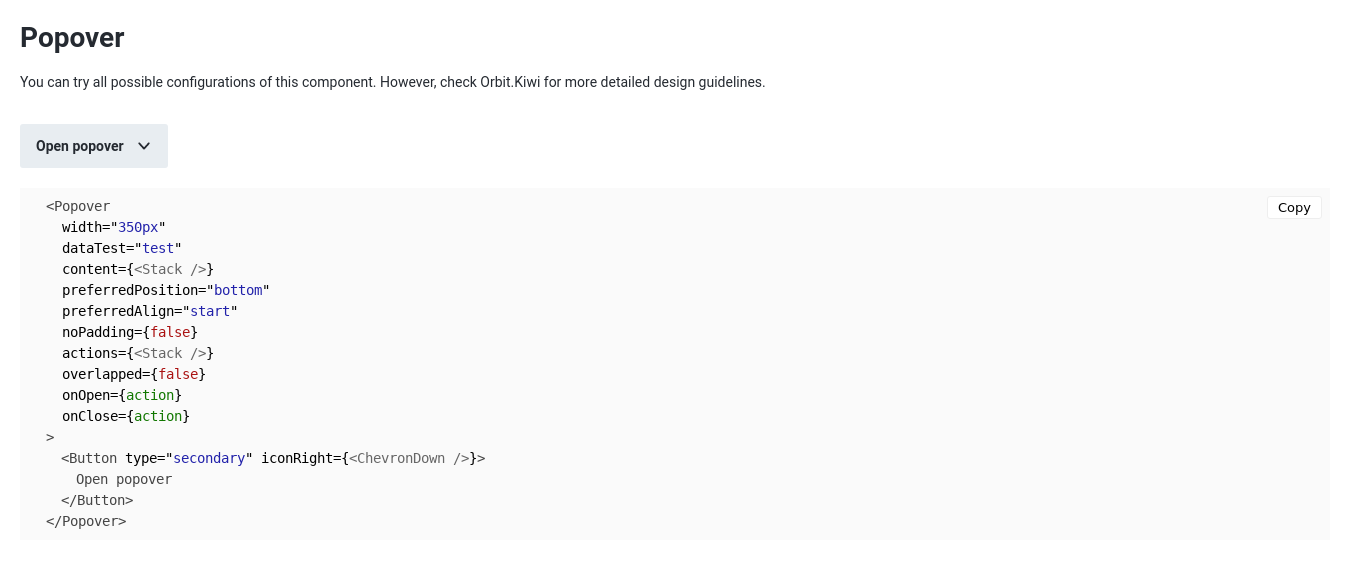 Popover
You can try all possible configurations of this component. However, check Orbit.Kiwi for more detailed design guidelines.
Open popover
Copy
<Popover
  width="350px"
  dataTest="test"
  content={<Stack />}
  preferredPosition="bottom"
  preferredAlign="start"
  noPadding={false}
  actions={<Stack />}
  overlapped={false}
  onOpen={action}
  onClose={action}
>
  <Button type="secondary" iconRight={<ChevronDown />}>
    Open popover
  </Button>
</Popover>